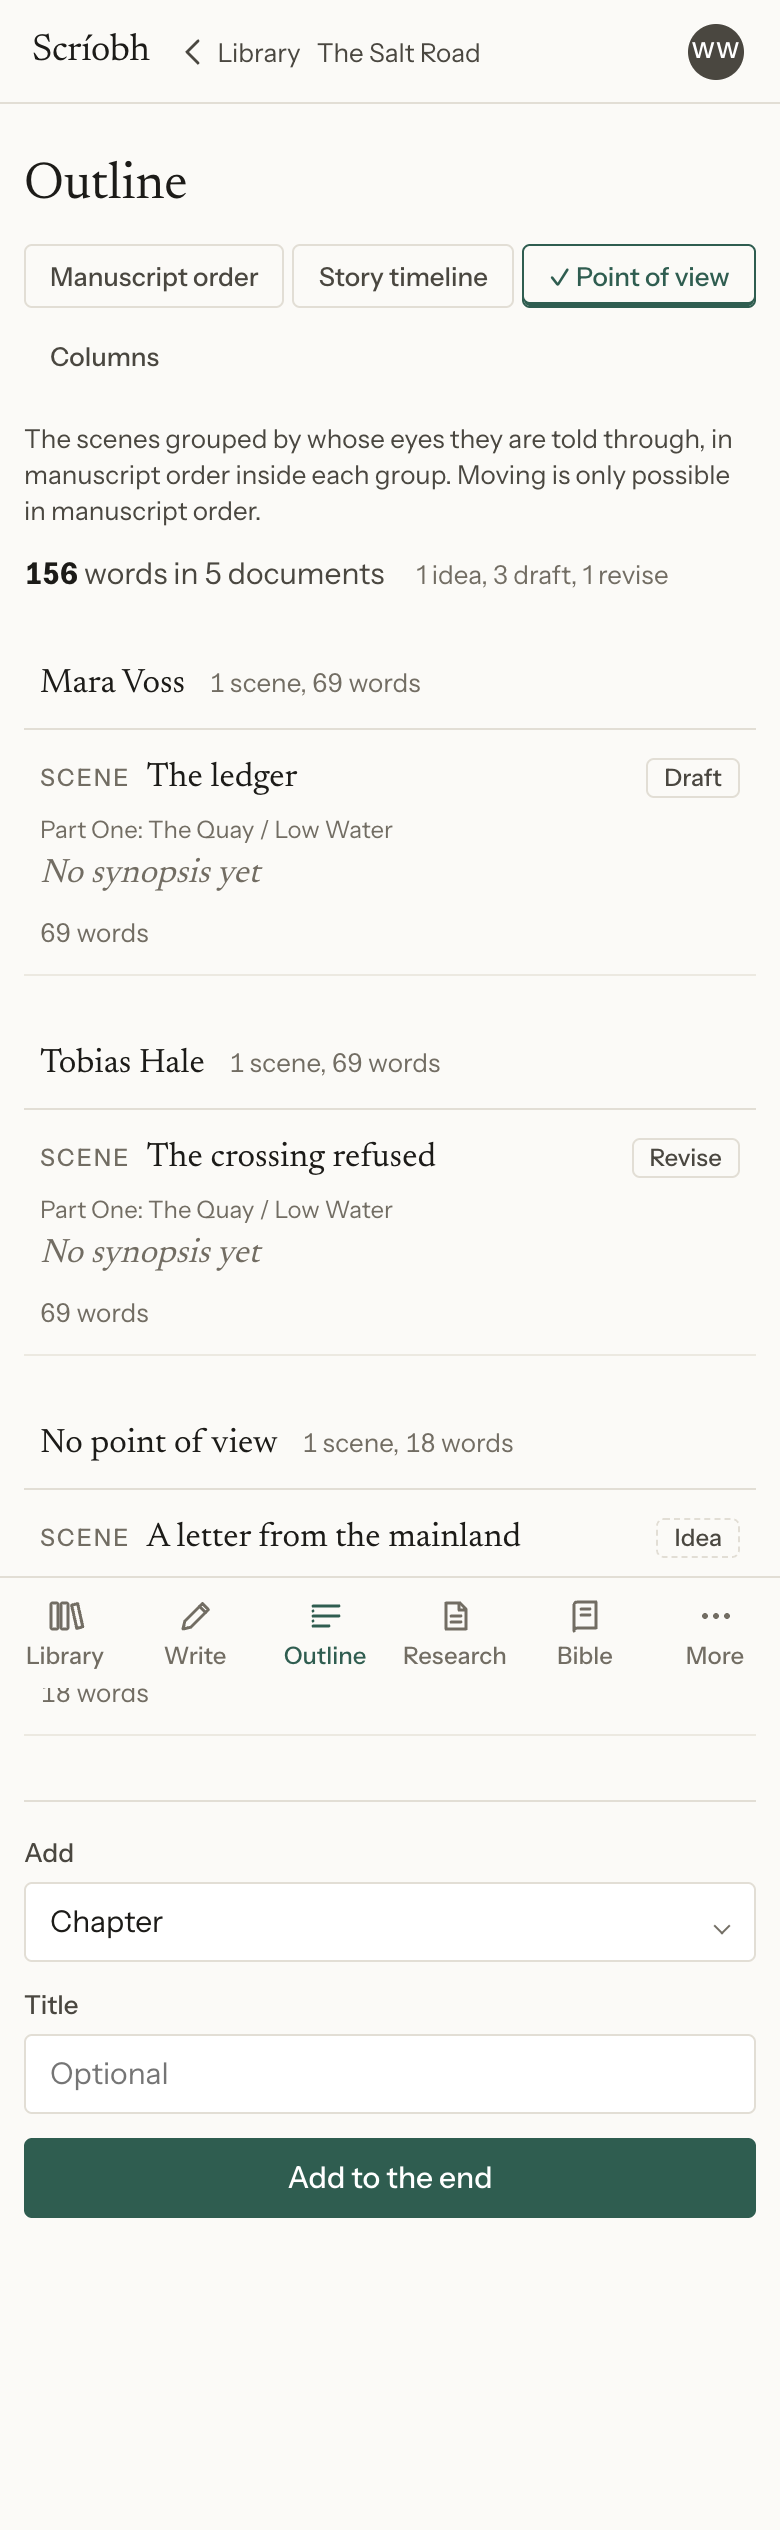 Scríobh
Library
The Salt Road
WW
Outline
Manuscript order
Story timeline
Point of view
Columns
The scenes grouped by whose eyes they are told through, in
manuscript order inside each group. Moving is only possible
in manuscript order.
156 words in 5 documents
1 idea, 3 draft, 1 revise
Mara Voss
1 scene, 69 words
SCENE
The ledger
Draft
Part One: The Quay / Low Water
No synopsis yet
69 words
Tobias Hale
1 scene, 69 words
SCENE
The crossing refused
Revise
Part One: The Quay / Low Water
No synopsis yet
69 words
No point of view
1 scene, 18 words
SCENE
A letter from the mainland
Idea
Library
Write
Outline
Research
Bible
More
18 words
Add
Chapter
Title
Optional
Add to the end